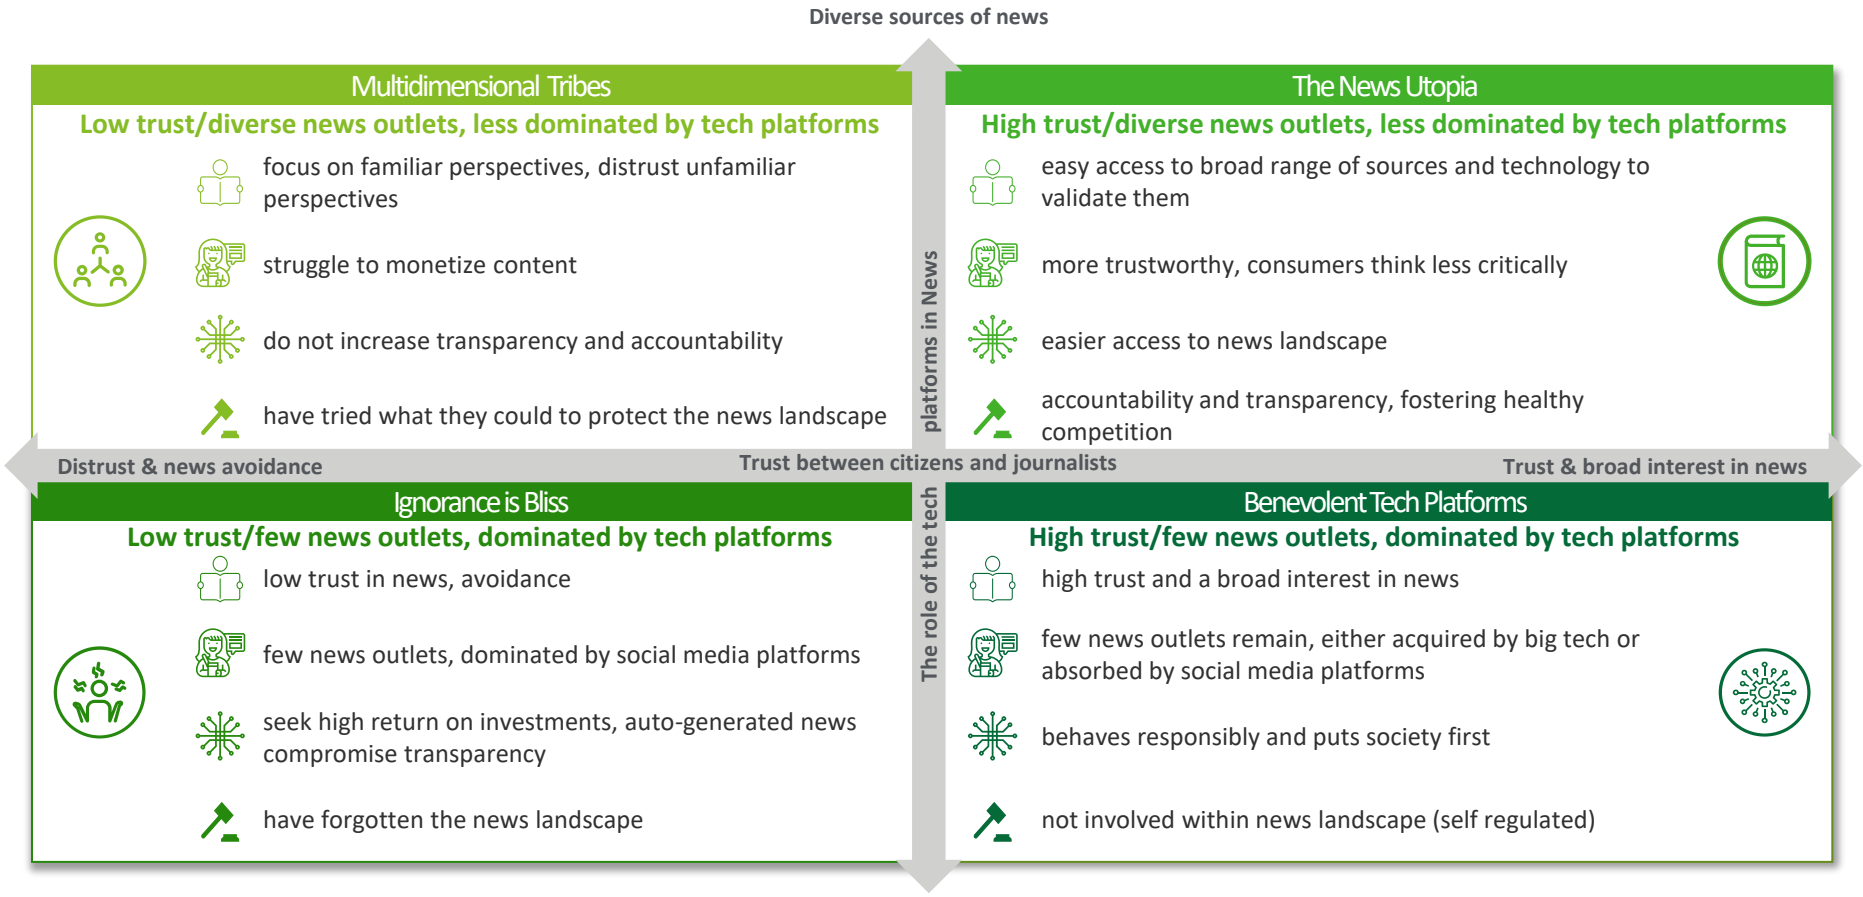 Diverse sources of news
Multidimensional Tribes
Low trust/diverse news outlets, less dominated by tech platforms
focus on familiar perspectives, distrust unfamiliar
perspectives
struggle to monetize content
do not increase transparency and accountability
have tried what they could to protect the news landscape
The News Utopia
High trust/diverse news outlets, less dominated by tech platforms
easy access to broad range of sources and technology to
validate them
more trustworthy, consumers think less critically
easier access to news landscape
accountability and transparency, fostering healthy
competition
Distrust & news avoidance
Trust between citizens and journalists
Trust & broad interest in news
The role of the tech platforms in News
Ignorance is Bliss
Low trust/few news outlets, dominated by tech platforms
low trust in news, avoidance
few news outlets, dominated by social media platforms
seek high return on investments, auto-generated news
compromise transparency
have forgotten the news landscape
Benevolent Tech Platforms
High trust/few news outlets, dominated by tech platforms
high trust and a broad interest in news
few news outlets remain, either acquired by big tech or
absorbed by social media platforms
behaves responsibly and puts society first
not involved within news landscape (self regulated)